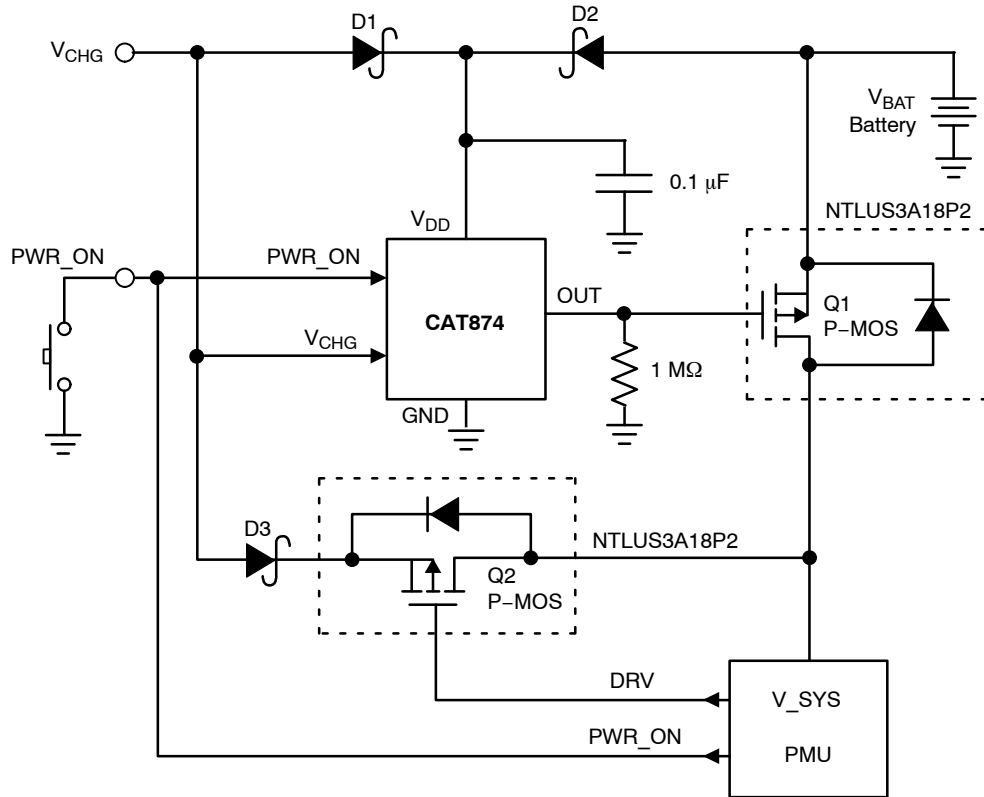 D1
D2
V_CHG
V_BAT
Battery
0.1 μF
V_DD
NTLUS3A18P2
PWR_ON
PWR_ON
OUT
Q1
P−MOS
CAT874
V_CHG
1 MΩ
GND
D3
NTLUS3A18P2
Q2
P−MOS
DRV
V_SYS
PWR_ON
PMU